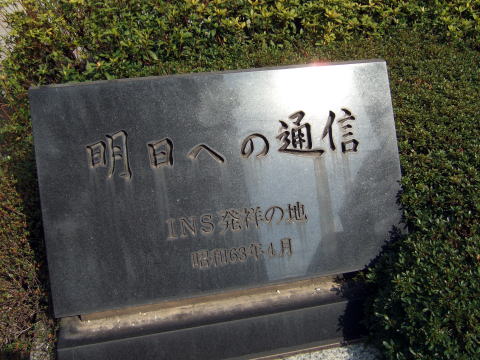 明日への通信
INS発祥の地
昭和63年4月